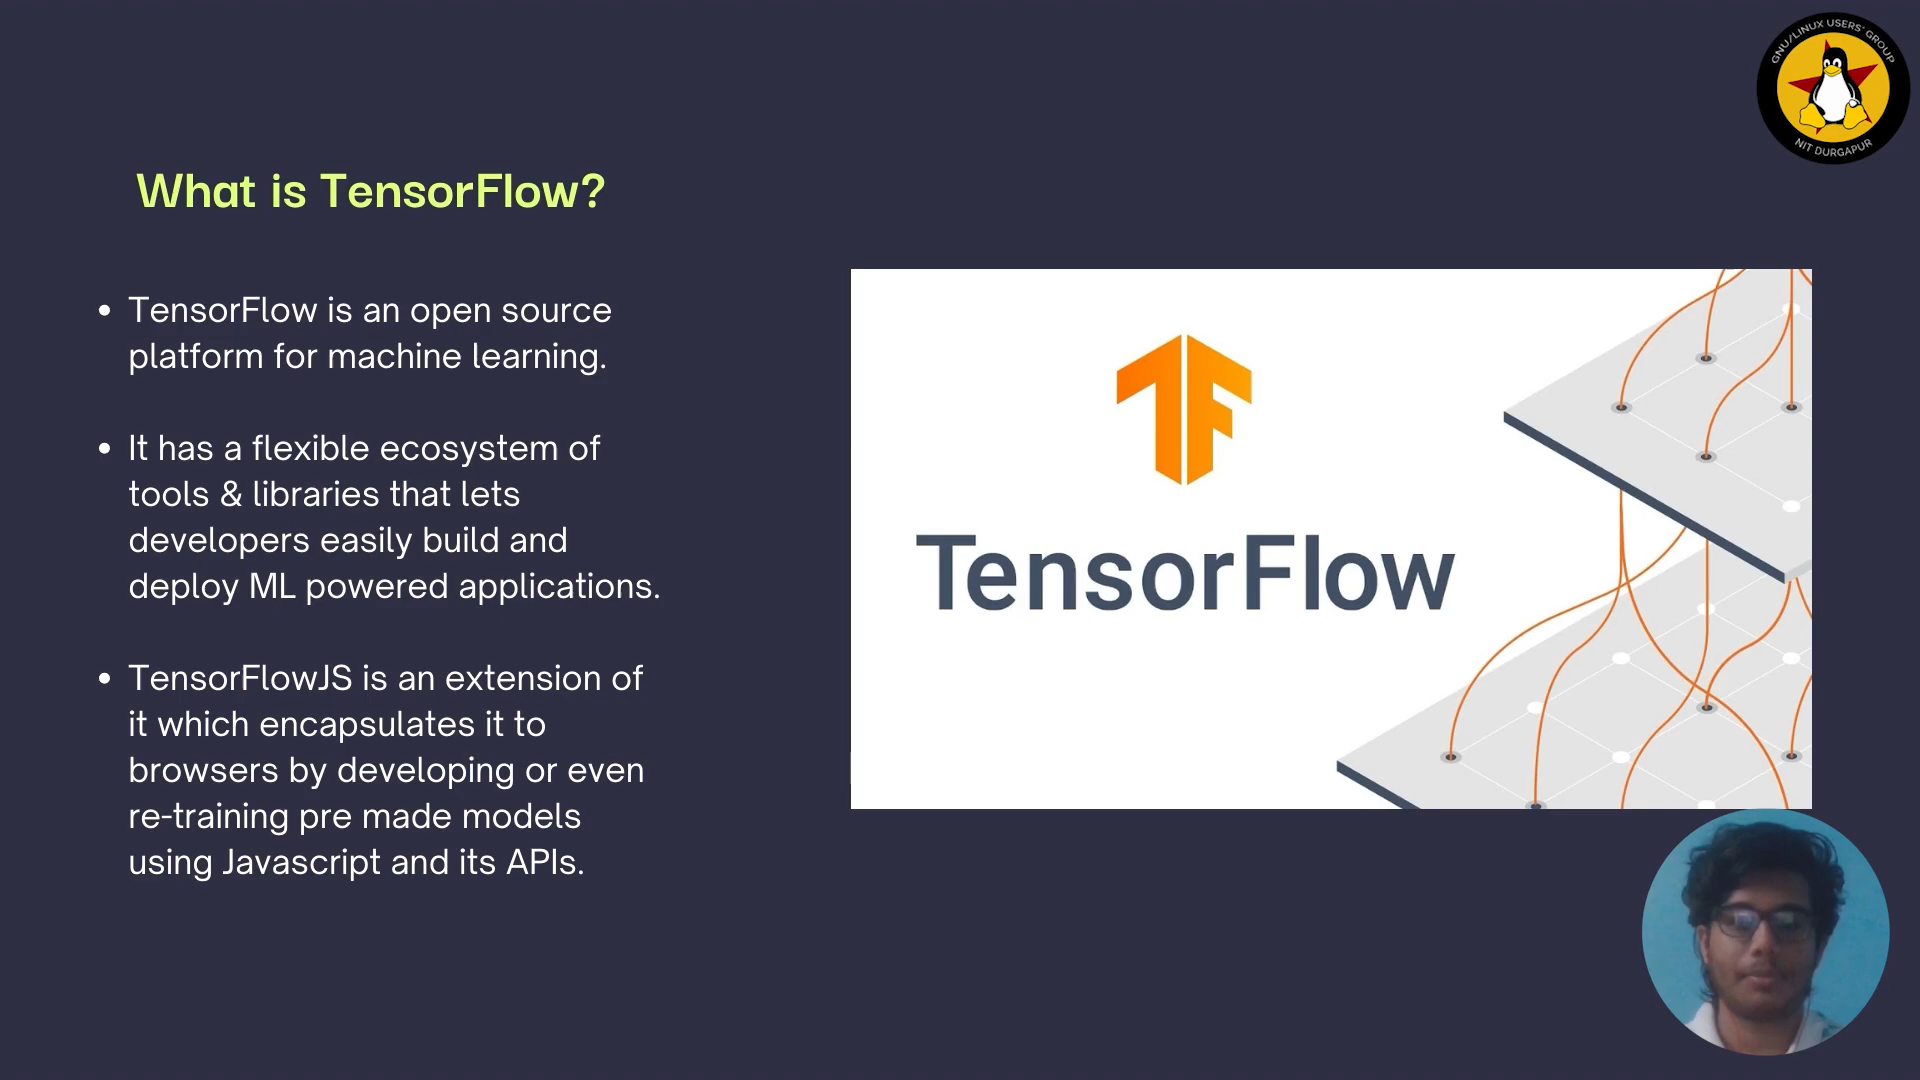 GNU/LINUX USERS' GROUP
NIT DURGAPUR
What is TensorFlow?
• TensorFlow is an open source
platform for machine learning.
• It has a flexible ecosystem of
tools & libraries that lets
developers easily build and
deploy ML powered applications.
• TensorFlowJS is an extension of
it which encapsulates it to
browsers by developing or even
re-training pre made models
using Javascript and its APIs.
TensorFlow